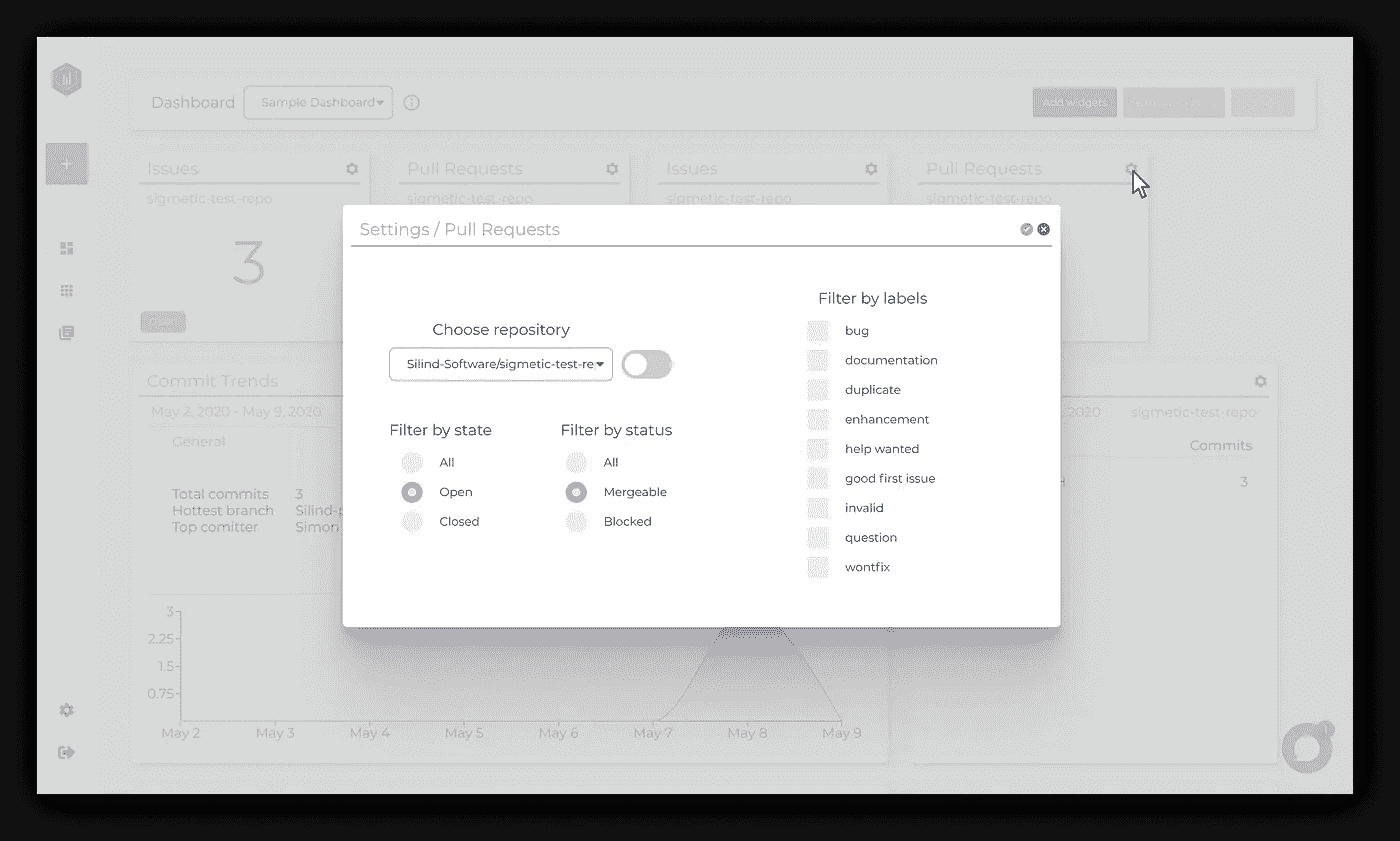 Dashboard
Sample Dashboard
Add widgets
Issues
Pull Requests
Issues
Pull Requests
sigmetic-test-repo
sigmetic-test-repo
sigmetic-test-repo
sigmetic-test-repo
3
Settings / Pull Requests
Choose repository
Silind-Software/sigmetic-test-re
Filter by state
All
Open
Closed
Filter by status
All
Mergeable
Blocked
Filter by labels
bug
documentation
duplicate
enhancement
help wanted
good first issue
invalid
question
wontfix
Commit Trends
May 2, 2020 - May 9, 2020
General
Total commits 3
Hottest branch Silind-
Top comitter Simon
2020 sigmetic-test-repo
Commits
3
3
2.25
1.5
0.75
May 2 May 3 May 4 May 5 May 6 May 7 May 8 May 9
1